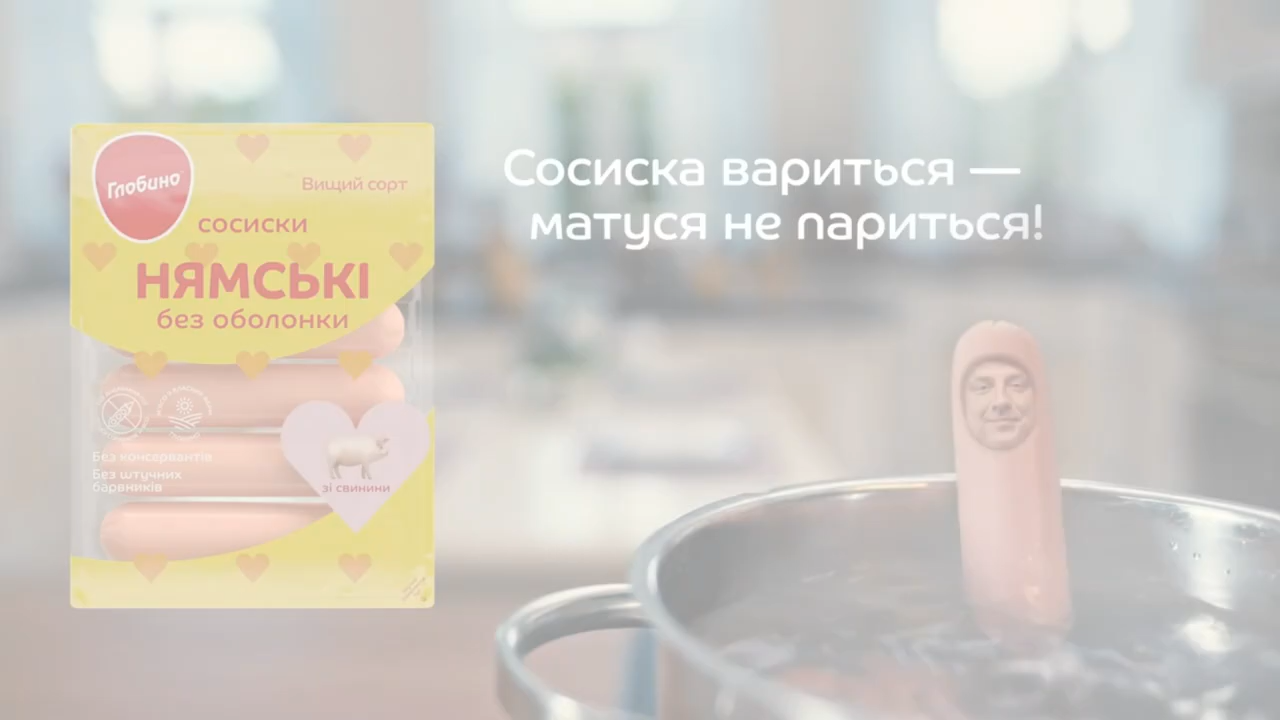 Глобино
Вищий сорт
сосиски
НЯМСЬКІ
без оболонки
Без консервантів
Без штучних
барвників
зі свинини
Сосиска вариться —
матуся не париться!